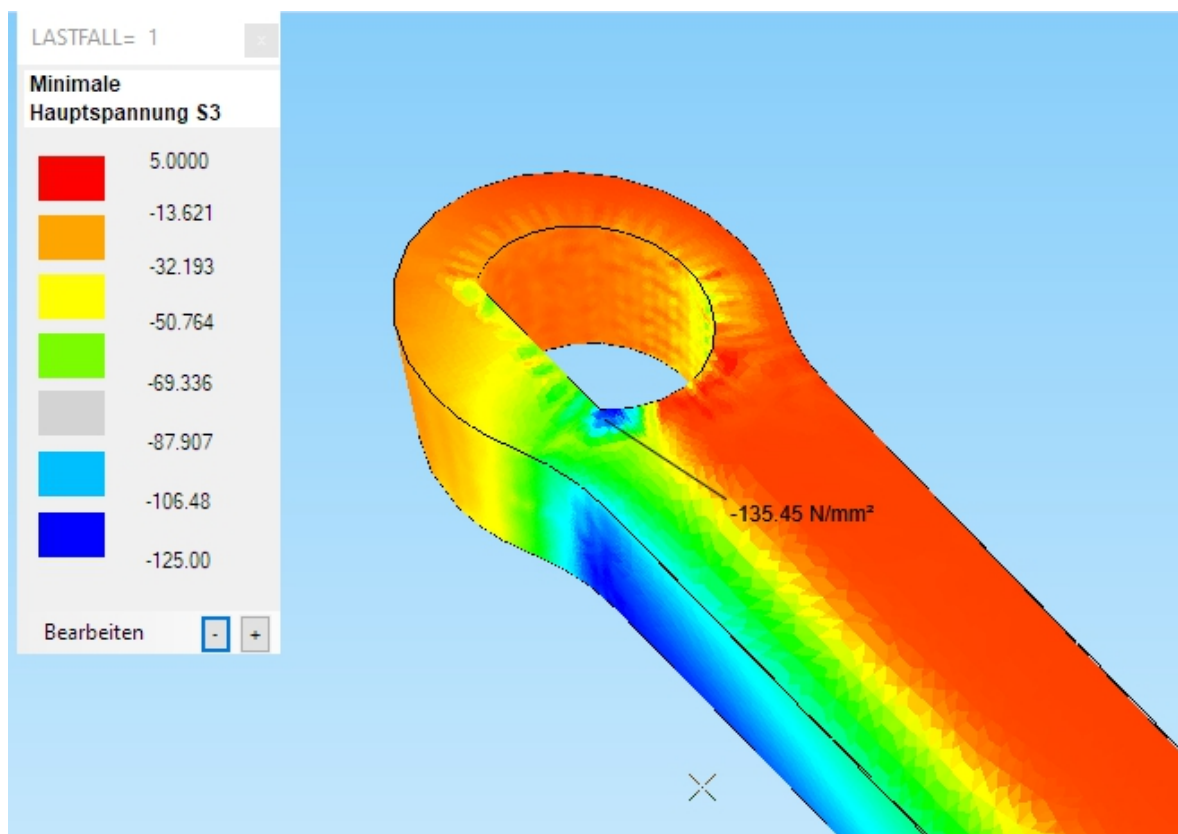 LASTFALL= 1
x
Minimale
Hauptspannung S3
5.0000
-13.621
-32.193
-50.764
-69.336
-87.907
-106.48
-125.00
Bearbeiten - +
-135.45 N/mm²